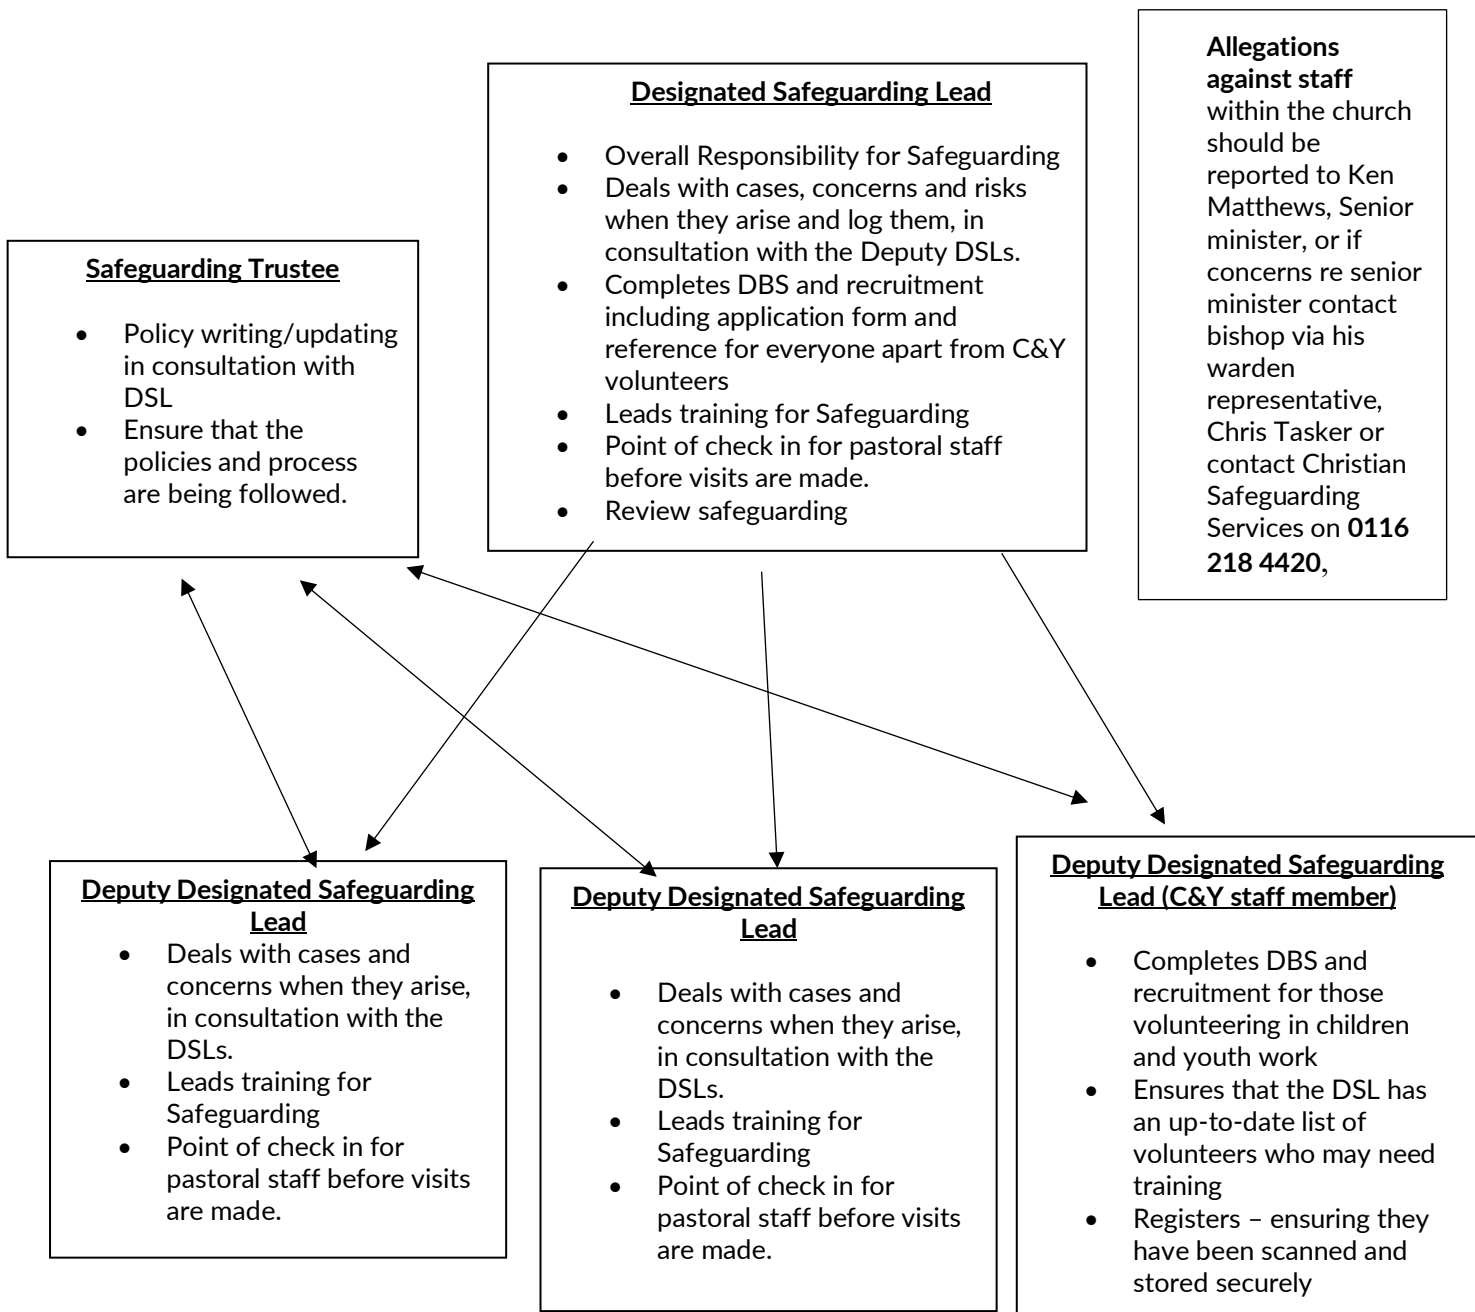 Allegations
against staff
within the church
should be
reported to Ken
Matthews, Senior
minister, or if
concerns re senior
minister contact
bishop via his
warden
representative,
Chris Tasker or
contact Christian
Safeguarding
Services on 0116
218 4420,
Designated Safeguarding Lead
• Overall Responsibility for Safeguarding
• Deals with cases, concerns and risks
when they arise and log them, in
consultation with the Deputy DSLs.
• Completes DBS and recruitment
including application form and
reference for everyone apart from C&Y
volunteers
• Leads training for Safeguarding
• Point of check in for pastoral staff
before visits are made.
• Review safeguarding
Safeguarding Trustee
• Policy writing/updating
in consultation with
DSL
• Ensure that the
policies and process
are being followed.
Deputy Designated Safeguarding
Lead
• Deals with cases and
concerns when they arise,
in consultation with the
DSLs.
• Leads training for
Safeguarding
• Point of check in for
pastoral staff before visits
are made.
Deputy Designated Safeguarding
Lead
• Deals with cases and
concerns when they arise,
in consultation with the
DSLs.
• Leads training for
Safeguarding
• Point of check in for
pastoral staff before visits
are made.
Deputy Designated Safeguarding
Lead (C&Y staff member)
• Completes DBS and
recruitment for those
volunteering in children
and youth work
• Ensures that the DSL has
an up-to-date list of
volunteers who may need
training
• Registers – ensuring they
have been scanned and
stored securely